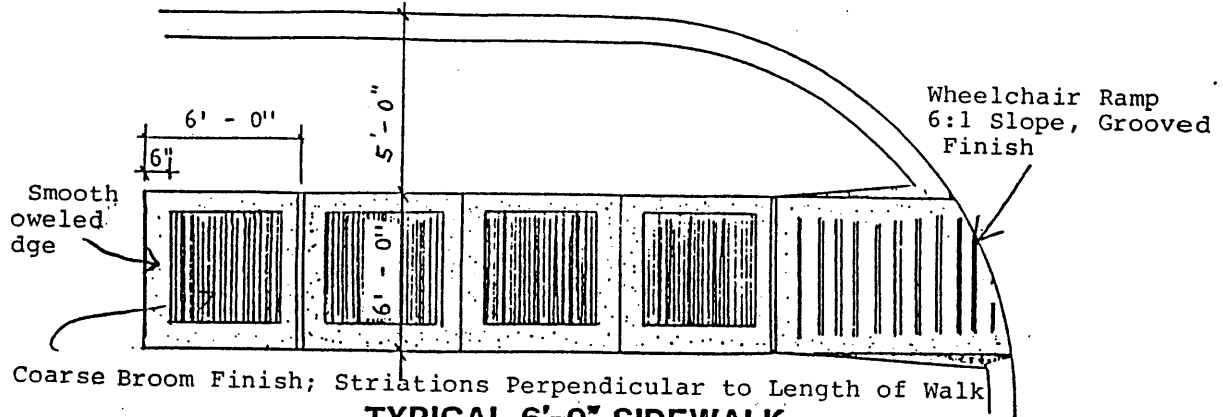 6' - 0"
6"
5'-0"
Wheelchair Ramp
6:1 Slope, Grooved
Finish
Smooth
oweled
dge
6' - 0"
Coarse Broom Finish; Striations Perpendicular to Length of Walk
TYPICAL 6'-0" SIDEWALK